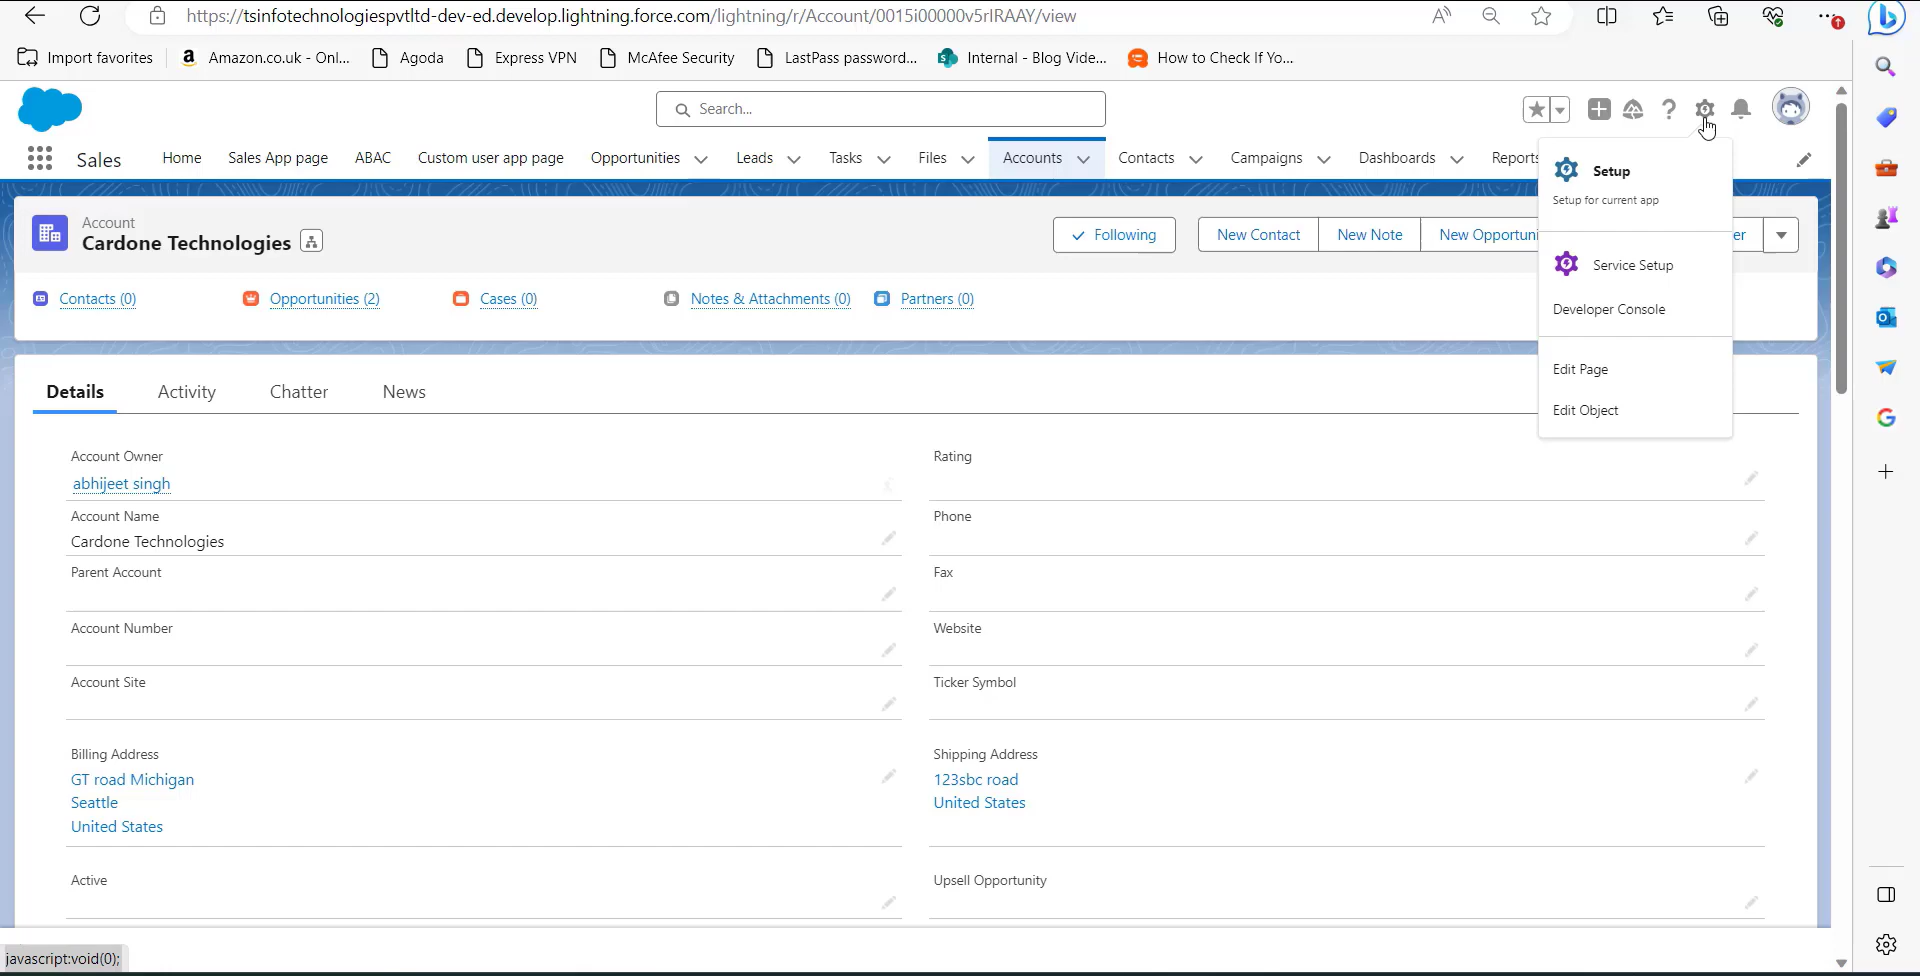 https://tsinfotechnologiespvtltd-dev-ed.develop.lightning.force.com/lightning/r/Account/0015i00000v5rIRAAY/view
Import favorites
Amazon.co.uk - Onl...
Agoda
Express VPN
McAfee Security
LastPass password...
Internal - Blog Vide...
How to Check If Yo...
Search...
Sales
Home
Sales App page
ABAC
Custom user app page
Opportunities
Leads
Tasks
Files
Accounts
Contacts
Campaigns
Dashboards
Reports
Setup
Setup for current app
Service Setup
Developer Console
Edit Page
Edit Object
Account
Cardone Technologies
Following
New Contact
New Note
New Opportuni
er
Contacts (0)
Opportunities (2)
Cases (0)
Notes & Attachments (0)
Partners (0)
Details
Activity
Chatter
News
Account Owner
abhijeet singh
Rating
Account Name
Cardone Technologies
Phone
Parent Account
Fax
Account Number
Website
Account Site
Ticker Symbol
Billing Address
GT road Michigan
Seattle
United States
Shipping Address
123sbc road
United States
Active
Upsell Opportunity
javascript:void(0);